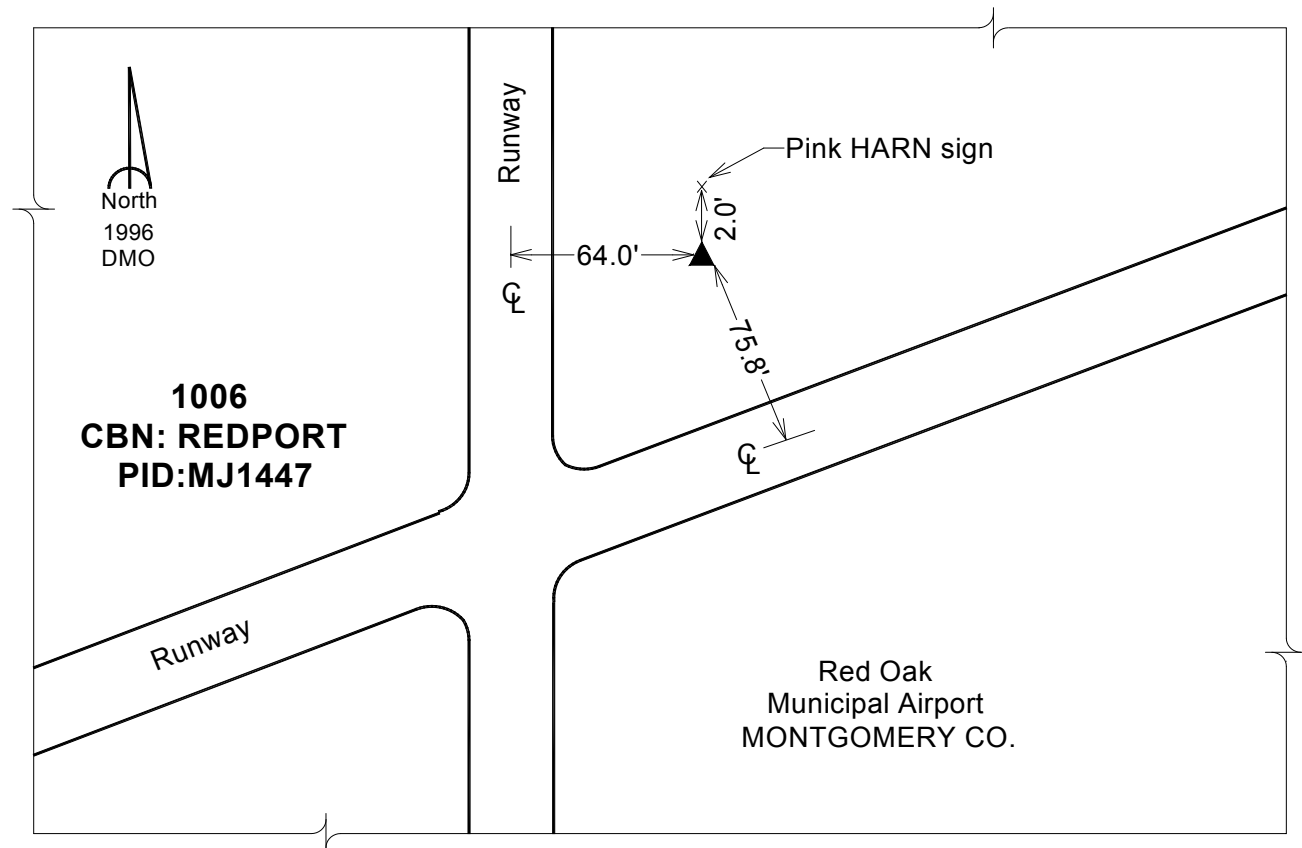 Runway
Pink HARN sign
North
1996
DMO
2.0'
64.0'
℄
75.8'
1006
CBN: REDPORT
PID:MJ1447
℄
Runway
Red Oak
Municipal Airport
MONTGOMERY CO.